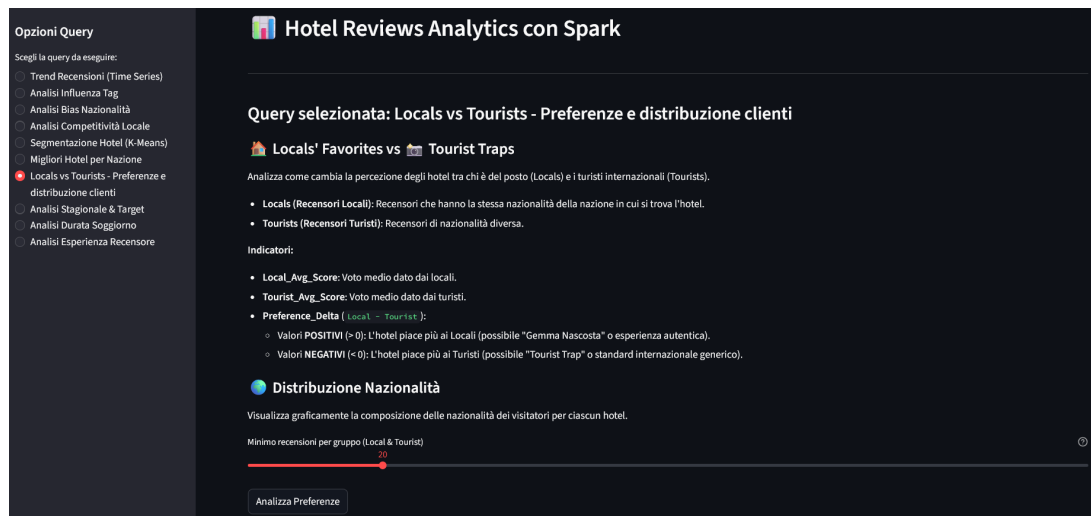 Opzioni Query
Scegli la query da eseguire:
Trend Recensioni (Time Series)
Analisi Influenza Tag
Analisi Bias Nazionalità
Analisi Competitività Locale
Segmentazione Hotel (K-Means)
Migliori Hotel per Nazione
Locals vs Tourists - Preferenze e
distribuzione clienti
Analisi Stagionale & Target
Analisi Durata Soggiorno
Analisi Esperienza Recensore
Hotel Reviews Analytics con Spark
Query selezionata: Locals vs Tourists - Preferenze e distribuzione clienti
Locals' Favorites vs Tourist Traps
Analizza come cambia la percezione degli hotel tra chi è del posto (Locals) e i turisti internazionali (Tourists).
• Locals (Recensori Locali): Recensori che hanno la stessa nazionalità della nazione in cui si trova l'hotel.
• Tourists (Recensori Turisti): Recensori di nazionalità diversa.
Indicatori:
• Local_Avg_Score: Voto medio dato dai locali.
• Tourist_Avg_Score: Voto medio dato dai turisti.
• Preference_Delta ( Local - Tourist ):
◦ Valori POSITIVI (> 0): L'hotel piace più ai Locali (possibile "Gemma Nascosta" o esperienza autentica).
◦ Valori NEGATIVI (< 0): L'hotel piace più ai Turisti (possibile "Tourist Trap" o standard internazionale generico).
Distribuzione Nazionalità
Visualizza graficamente la composizione delle nazionalità dei visitatori per ciascun hotel.
Minimo recensioni per gruppo (Local & Tourist)
20
Analizza Preferenze